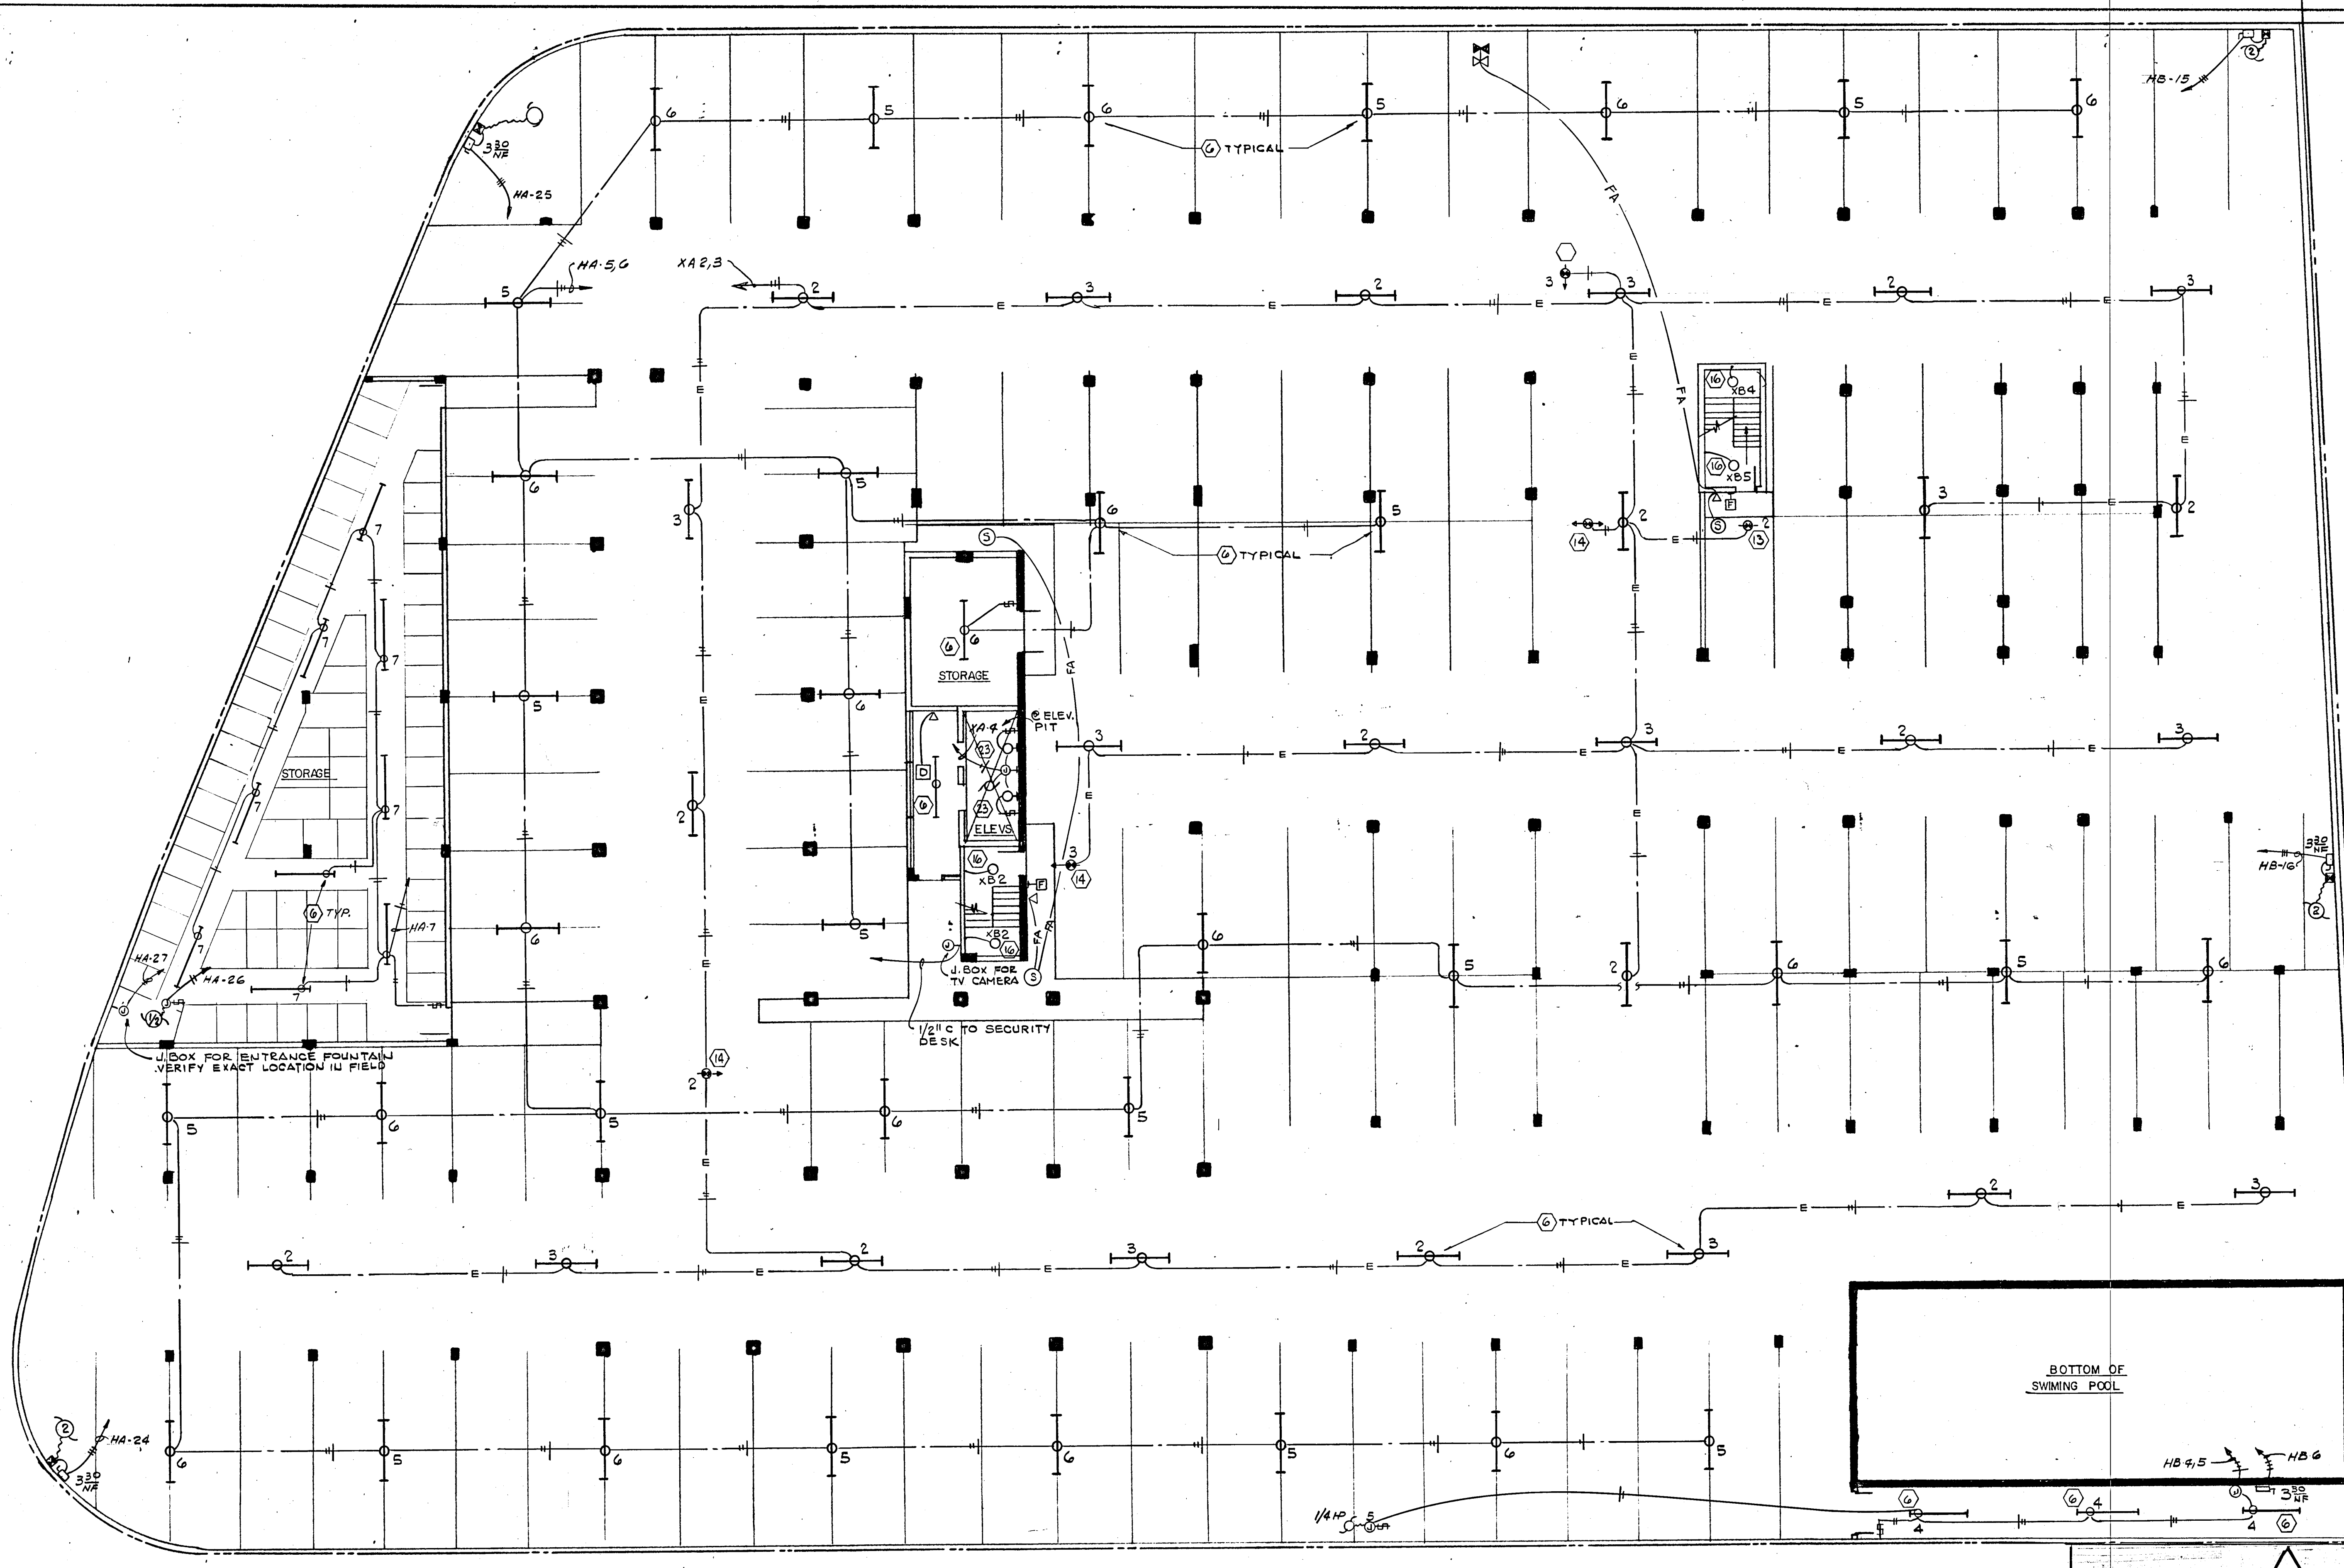 HB-15
2
6
5
6
5
6
5
6
3 30
NF
6 TYPICAL
HA-25
FA
HA-5,6
XA2,3
5
2
3
2
3
3
2
3
E
E
E
E
E
E
E
E
E
FA
16
XB4
16
XB5
F
S
2
13
3
2
E
6
5
3
6
5
2
14
E
E
6 TYPICAL
S
7
7
7
6
6
STORAGE
FA
E
5
6
@ ELEV.
PIT
XA-4
23
J
23
ELEVS
D
6
3
2
3
2
3
E
E
E
E
STORAGE
7
7
2
E
E
3
14
16
XB2
F
3 30
NF
HB-16
2
6 TYP.
HA-7
7
6
5
XB2
16
FA
FA
J
J. BOX FOR
TV CAMERA
S
6
5
2
6
5
6
HA-27
HA-26
7
J
1/2
E
1/2" C TO SECURITY
DESK
J. BOX FOR ENTRANCE FOUNTAIN
VERIFY EXACT LOCATION IN FIELD
14
2
5
6
5
6
5
E
2
3
E
E
6 TYPICAL
2
3
2
3
2
3
E
E
E
E
E
BOTTOM OF
SWIMING POOL
2
HA-24
3 30
NF
6
5
6
5
6
5
6
5
HB 4,5
HB 6
J
3 30
NF
1/4 HP
5
J
6
4
6
4
4
6